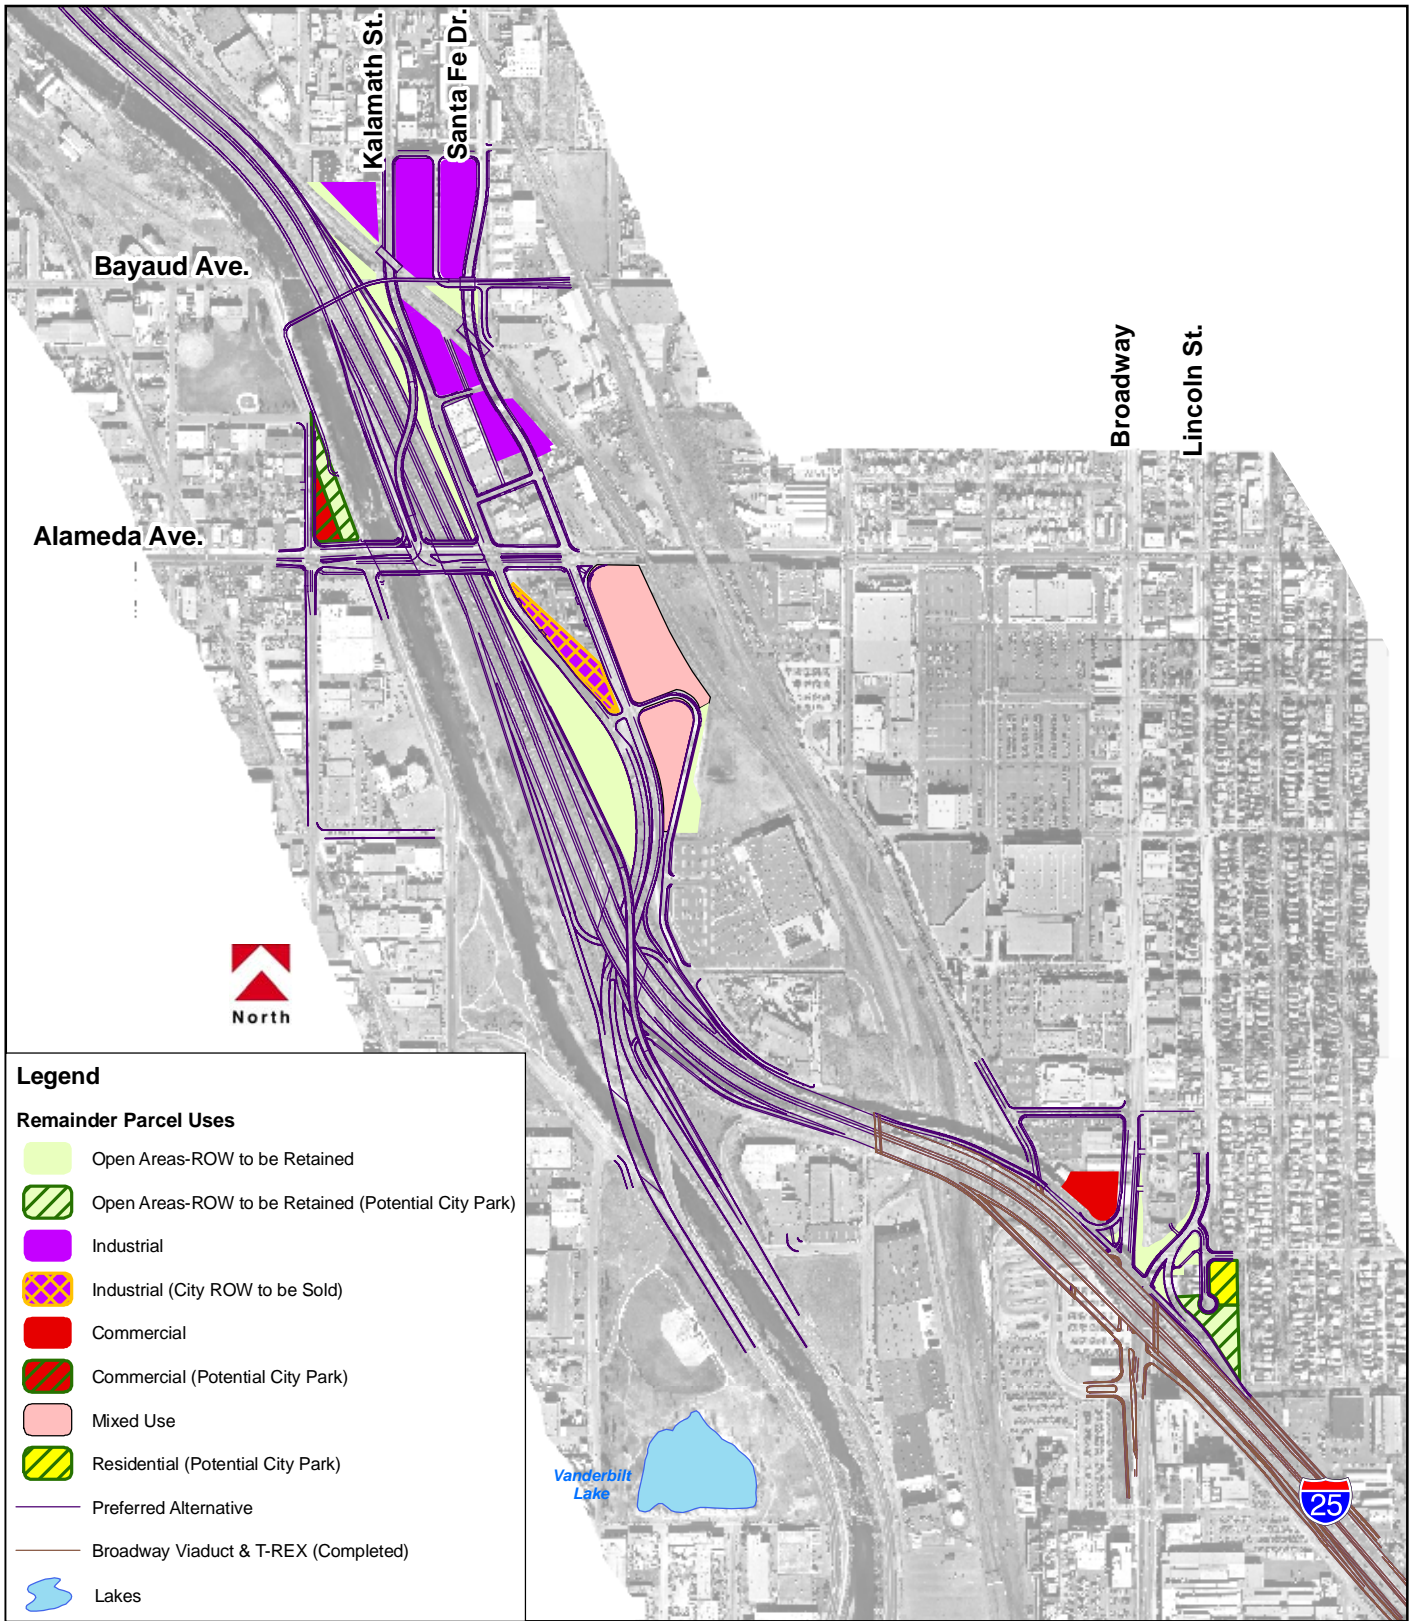 Kalamath St.
Santa Fe Dr.
Bayaud Ave.
Broadway
Lincoln St.
Alameda Ave.
North
Legend
Remainder Parcel Uses
Open Areas-ROW to be Retained
Open Areas-ROW to be Retained (Potential City Park)
Industrial
Industrial (City ROW to be Sold)
Commercial
Commercial (Potential City Park)
Mixed Use
Residential (Potential City Park)
Preferred Alternative
Broadway Viaduct & T-REX (Completed)
Lakes
Vanderbilt
Lake
25